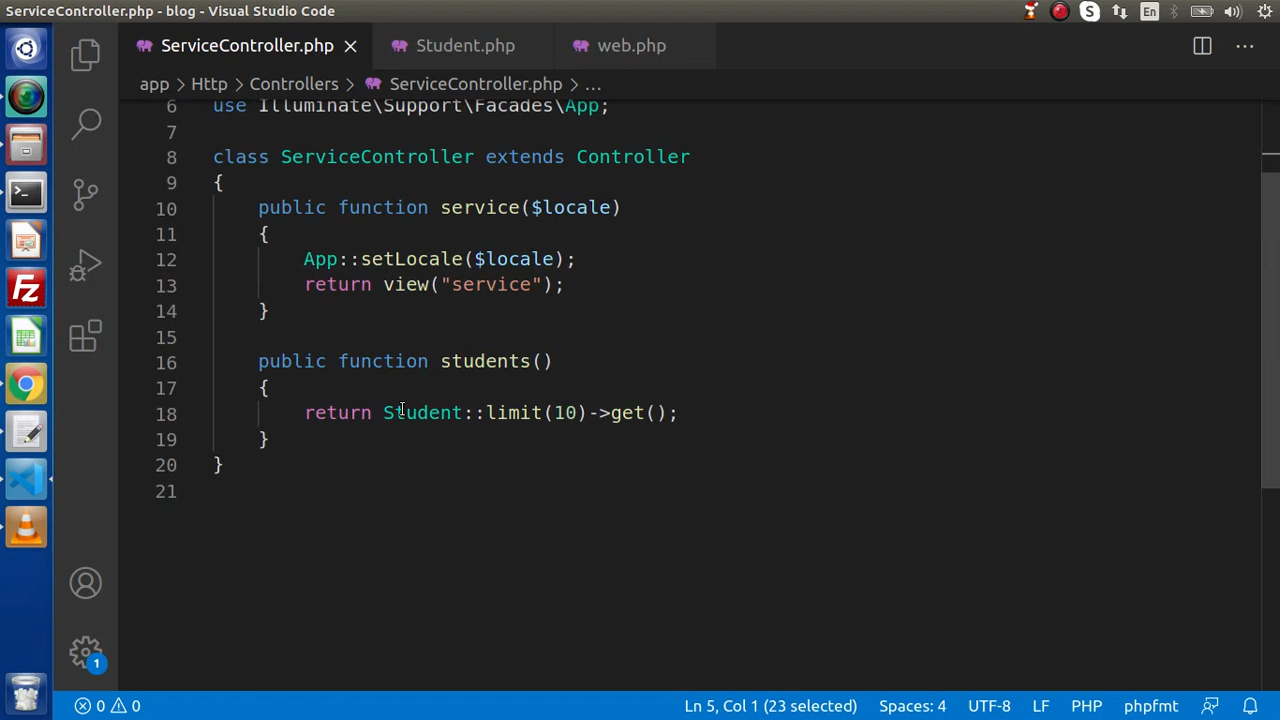 ServiceController.php - blog - Visual Studio Code
S En
ServiceController.php Student.php web.php
app > Http > Controllers > ServiceController.php > ...
6 use Illuminate\Support\Facades\App;
7
8 class ServiceController extends Controller
9 {
10 public function service($locale)
11 {
12 App::setLocale($locale);
13 return view("service");
14 }
15
16 public function students()
17 {
18 return Student::limit(10)->get();
19 }
20 }
21
Fz
1
0 0 Ln 5, Col 1 (23 selected) Spaces: 4 UTF-8 LF PHP phpfmt